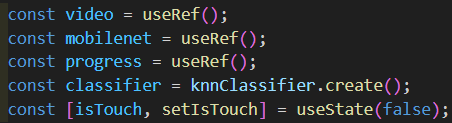 const video = useRef();
const mobilenet = useRef();
const progress = useRef();
const classifier = knnClassifier.create();
const [isTouch, setIsTouch] = useState(false);